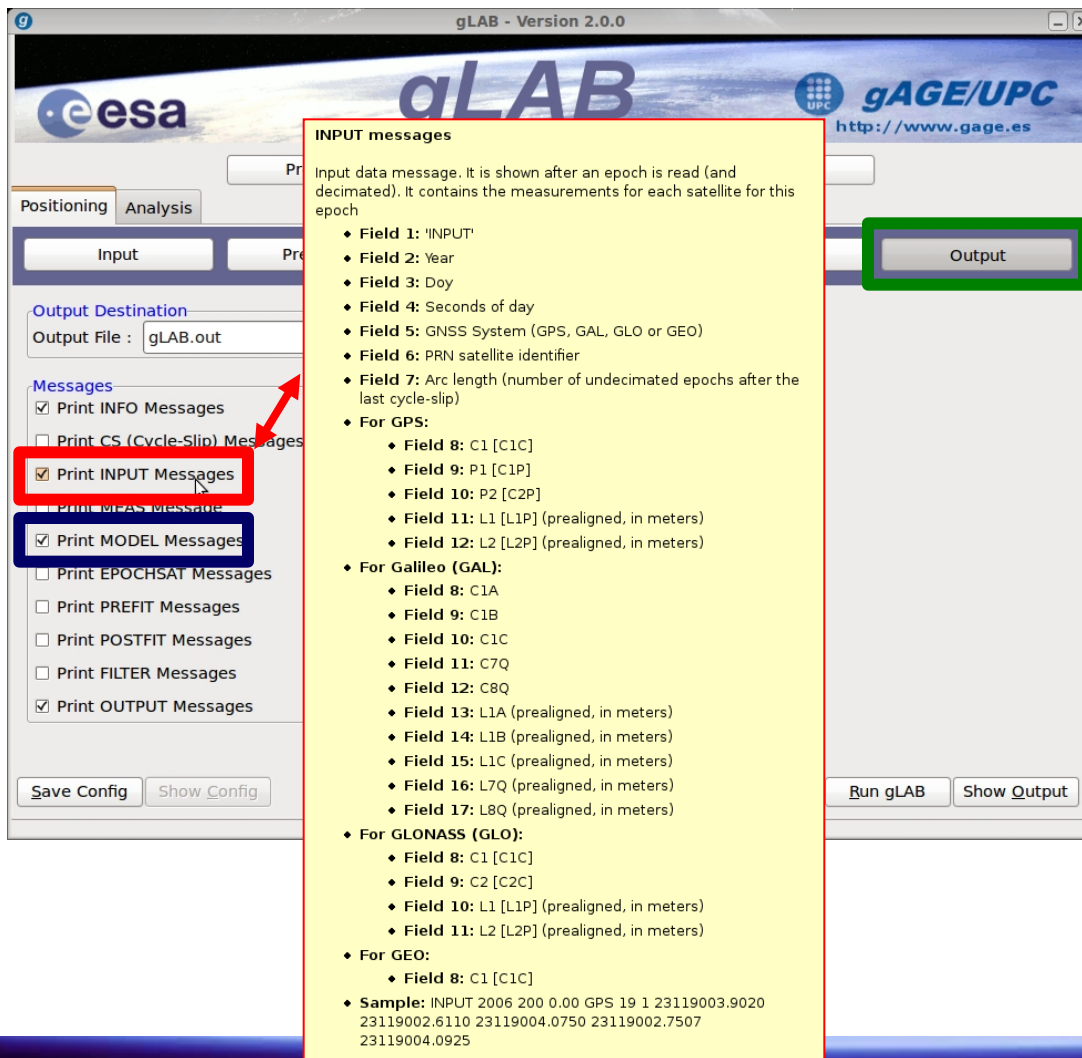 gLAB - Version 2.0.0
esa
gLAB
UPC
gAGE/UPC
http://www.gage.es
Positioning
Analysis
Input
Output
Output Destination
Output File :
gLAB.out
Messages
Print INFO Messages
Print CS (Cycle-Slip) Messages
Print INPUT Messages
Print MEAS Message
Print MODEL Messages
Print EPOCHSAT Messages
Print PREFIT Messages
Print POSTFIT Messages
Print FILTER Messages
Print OUTPUT Messages
Save Config
Show Config
Run gLAB
Show Output
INPUT messages
Input data message. It is shown after an epoch is read (and
decimated). It contains the measurements for each satellite for this
epoch
Field 1: 'INPUT'
Field 2: Year
Field 3: Doy
Field 4: Seconds of day
Field 5: GNSS System (GPS, GAL, GLO or GEO)
Field 6: PRN satellite identifier
Field 7: Arc length (number of undecimated epochs after the
last cycle-slip)
For GPS:
Field 8: C1 [C1C]
Field 9: P1 [C1P]
Field 10: P2 [C2P]
Field 11: L1 [L1P] (prealigned, in meters)
Field 12: L2 [L2P] (prealigned, in meters)
For Galileo (GAL):
Field 8: C1A
Field 9: C1B
Field 10: C1C
Field 11: C7Q
Field 12: C8Q
Field 13: L1A (prealigned, in meters)
Field 14: L1B (prealigned, in meters)
Field 15: L1C (prealigned, in meters)
Field 16: L7Q (prealigned, in meters)
Field 17: L8Q (prealigned, in meters)
For GLONASS (GLO):
Field 8: C1 [C1C]
Field 9: C2 [C2C]
Field 10: L1 [L1P] (prealigned, in meters)
Field 11: L2 [L2P] (prealigned, in meters)
For GEO:
Field 8: C1 [C1C]
Sample: INPUT 2006 200 0.00 GPS 19 1 23119003.9020
23119002.6110 23119004.0750 23119002.7507
23119004.0925